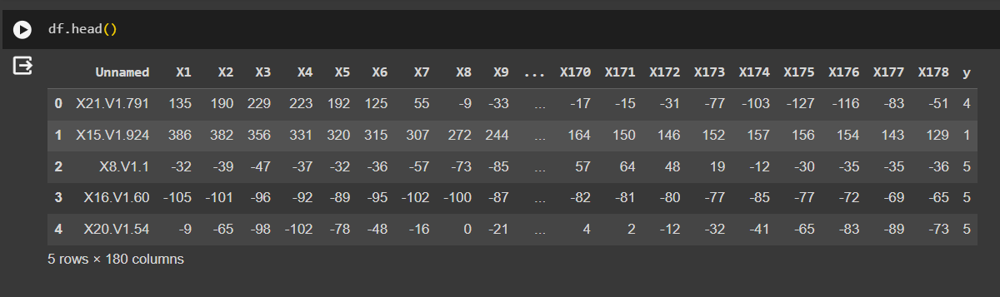 df.head()
Unnamed X1 X2 X3 X4 X5 X6 X7 X8 X9 ... X170 X171 X172 X173 X174 X175 X176 X177 X178 y
0 X21.V1.791 135 190 229 223 192 125 55 -9 -33 ... -17 -15 -31 -77 -103 -127 -116 -83 -51 4
1 X15.V1.924 386 382 356 331 320 315 307 272 244 ... 164 150 146 152 157 156 154 143 129 1
2 X8.V1.1 -32 -39 -47 -37 -32 -36 -57 -73 -85 ... 57 64 48 19 -12 -30 -35 -35 -36 5
3 X16.V1.60 -105 -101 -96 -92 -89 -95 -102 -100 -87 ... -82 -81 -80 -77 -85 -77 -72 -69 -65 5
4 X20.V1.54 -9 -65 -98 -102 -78 -48 -16 0 -21 ... 4 2 -12 -32 -41 -65 -83 -89 -73 5
5 rows × 180 columns